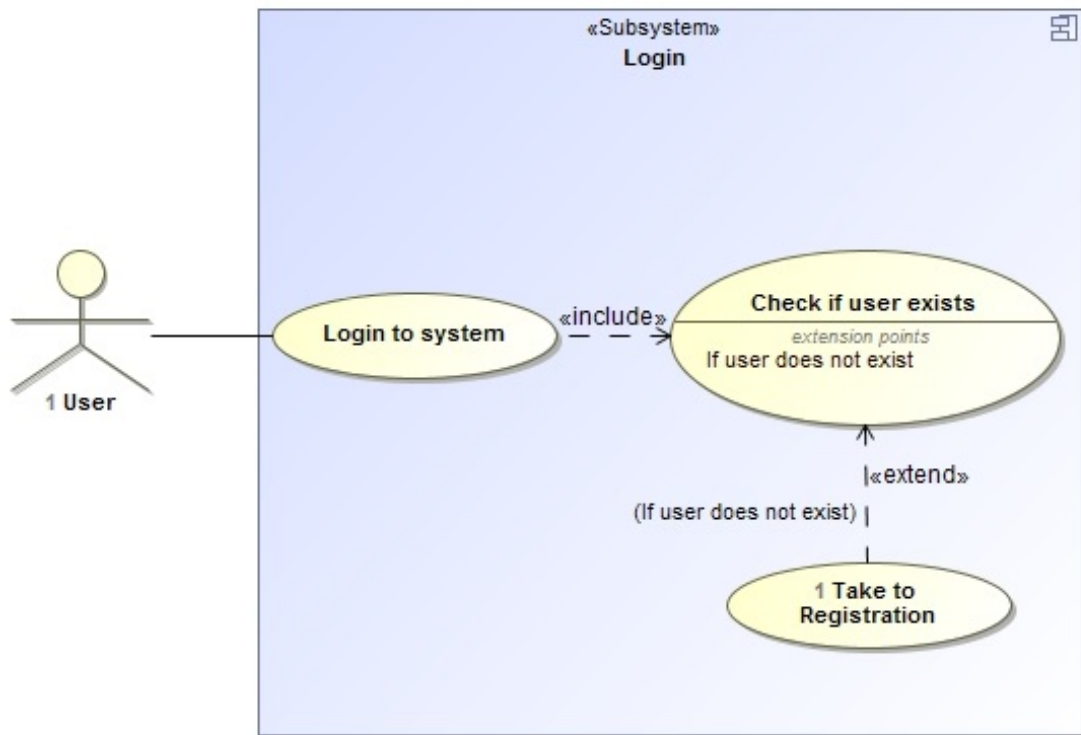 «Subsystem»
Login
Login to system
«include»
Check if user exists
extension points
If user does not exist
1 User
«extend»
(If user does not exist)
1 Take to
Registration